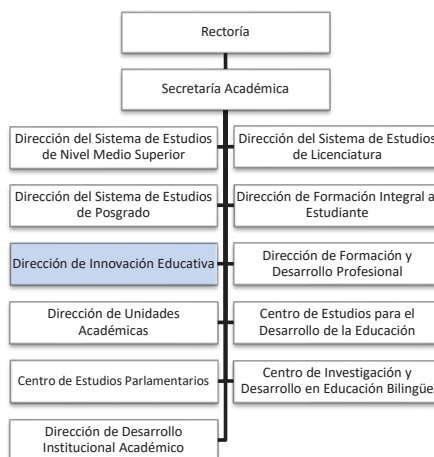 Rectoría
Secretaría Académica
Dirección del Sistema de Estudios
de Nivel Medio Superior
Dirección del Sistema de Estudios
de Licenciatura
Dirección del Sistema de Estudios
de Posgrado
Dirección de Formación Integral a
Estudiante
Dirección de Innovación Educativa
Dirección de Formación y
Desarrollo Profesional
Dirección de Unidades
Académicas
Centro de Estudios para el
Desarrollo de la Educación
Centro de Estudios Parlamentarios
Centro de Investigación y
Desarrollo en Educación Bilingüe
Dirección de Desarrollo
Institucional Académico